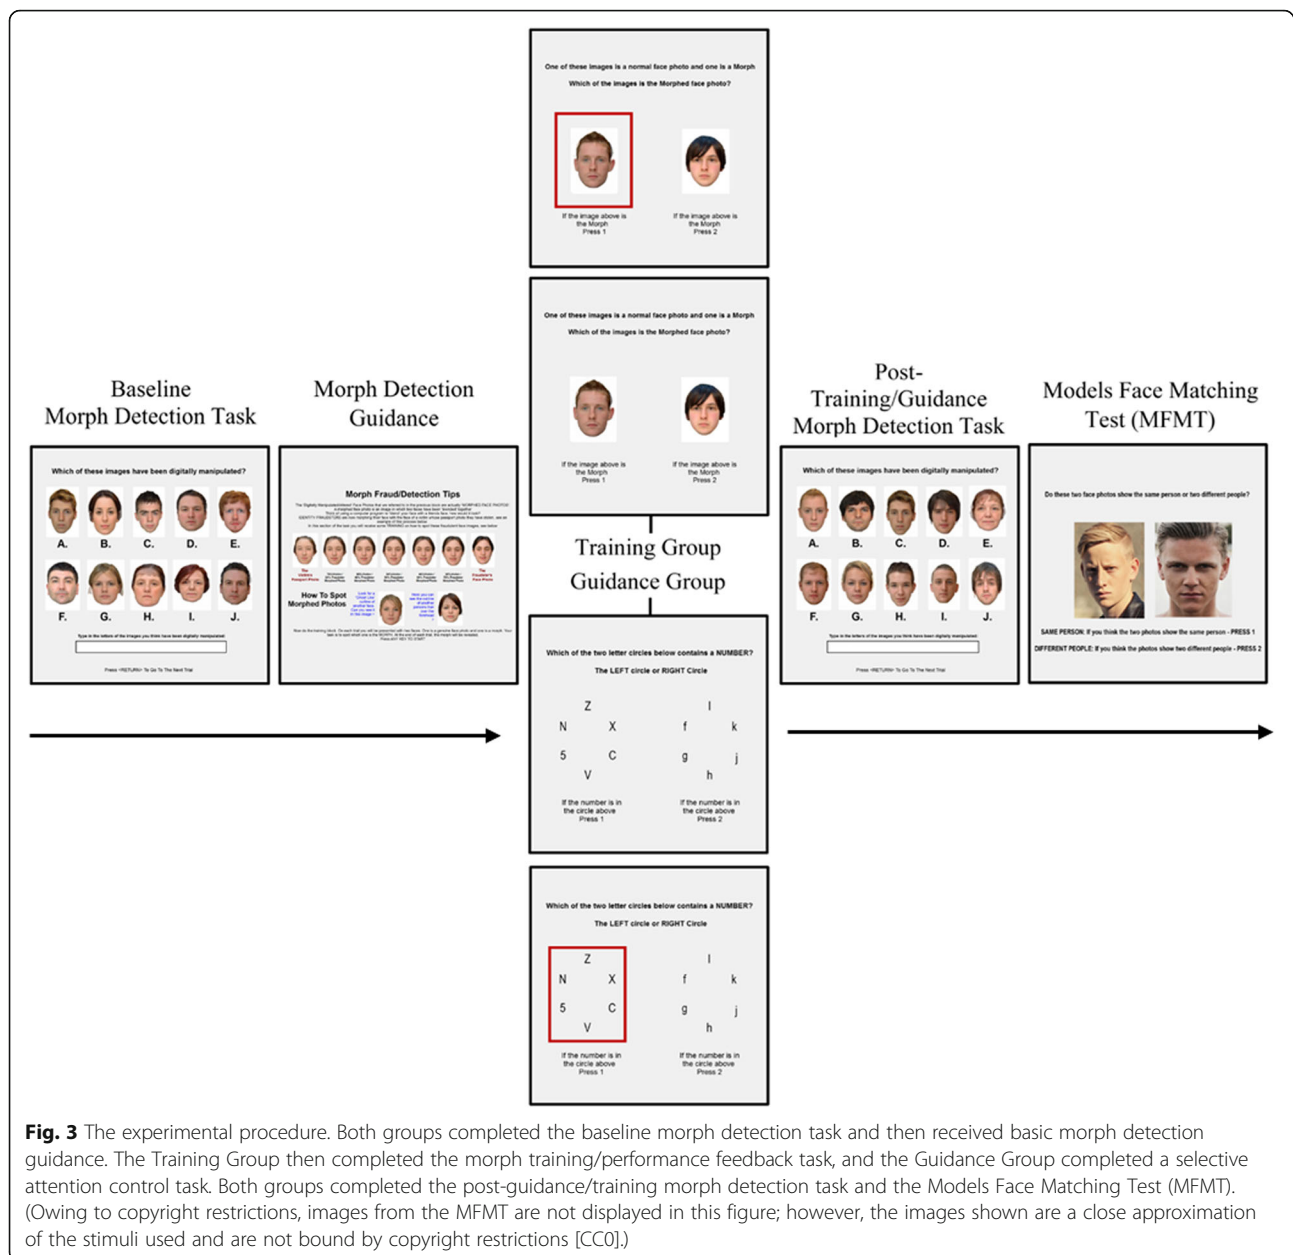 One of these images is a normal face photo and one is a Morph
Which of the images is the Morphed face photo?
If the image above is
the Morph
Press 1
If the image above is
the Morph
Press 2
One of these images is a normal face photo and one is a Morph
Which of the images is the Morphed face photo?
If the image above is
the Morph
Press 1
If the image above is
the Morph
Press 2
Baseline
Morph Detection Task
Which of these images have been digitally manipulated?
A. B. C. D. E.
F. G. H. I. J.
Type in the letters of the images you think have been digitally manipulated
Press <RETURN> To Go To The Next Trial
Morph Detection
Guidance
Morph Fraud/Detection Tips
How To Spot
Morphed Photos
Training Group
Guidance Group
Which of the two letter circles below contains a NUMBER?
The LEFT circle or RIGHT Circle
Z
N X
5 C
V
l
f k
g j
h
If the number is in
the circle above
Press 1
If the number is in
the circle above
Press 2
Which of the two letter circles below contains a NUMBER?
The LEFT circle or RIGHT Circle
Z
N X
5 C
V
l
f k
g j
h
If the number is in
the circle above
Press 1
If the number is in
the circle above
Press 2
Post-
Training/Guidance
Morph Detection Task
Which of these images have been digitally manipulated?
A. B. C. D. E.
F. G. H. I. J.
Type in the letters of the images you think have been digitally manipulated
Press <RETURN> To Go To The Next Trial
Models Face Matching
Test (MFMT)
Do these two face photos show the same person or two different people?
SAME PERSON: If you think the two photos show the same person - PRESS 1
DIFFERENT PEOPLE: If you think the photos show two different people - PRESS 2
Fig. 3 The experimental procedure. Both groups completed the baseline morph detection task and then received basic morph detection
guidance. The Training Group then completed the morph training/performance feedback task, and the Guidance Group completed a selective
attention control task. Both groups completed the post-guidance/training morph detection task and the Models Face Matching Test (MFMT).
(Owing to copyright restrictions, images from the MFMT are not displayed in this figure; however, the images shown are a close approximation
of the stimuli used and are not bound by copyright restrictions [CC0].)